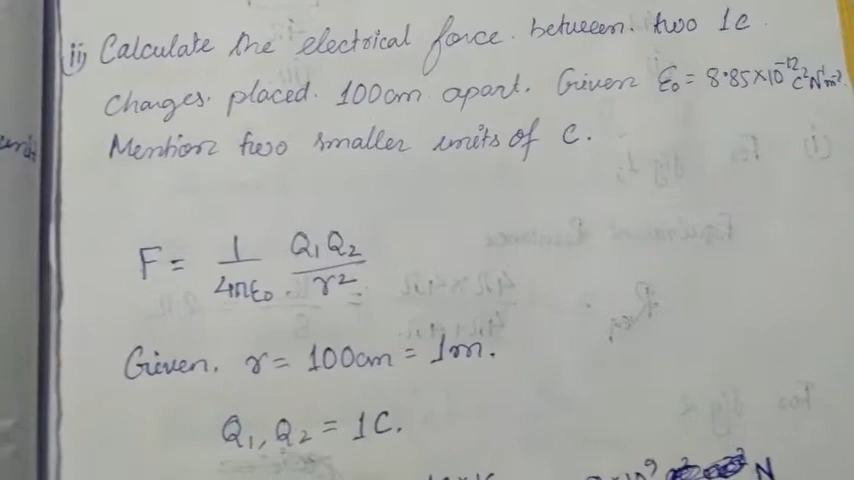 ii) Calculate the electrical force between two 1C
charges placed 100cm apart. Given ε₀ = 8.85×10⁻¹² C²N⁻¹m⁻².
Mention two smaller units of C.
F = 1/4πε₀ · Q₁Q₂/r²
Given, r = 100cm = 1m.
Q₁, Q₂ = 1C.
×10⁹ N